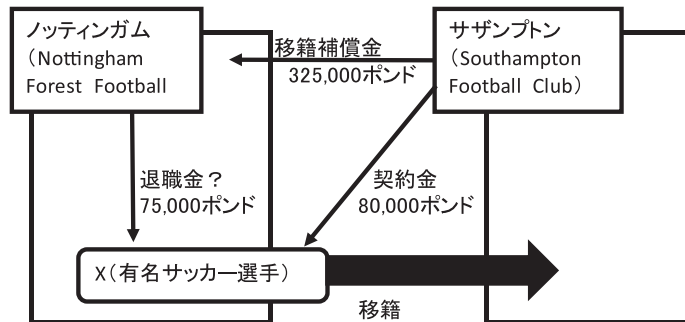 ノッティンガム
（Nottingham
Forest Football
サザンプトン
（Southampton
Football Club）
移籍補償金
325,000ポンド
退職金？
75,000ポンド
契約金
80,000ポンド
X（有名サッカー選手）
移籍